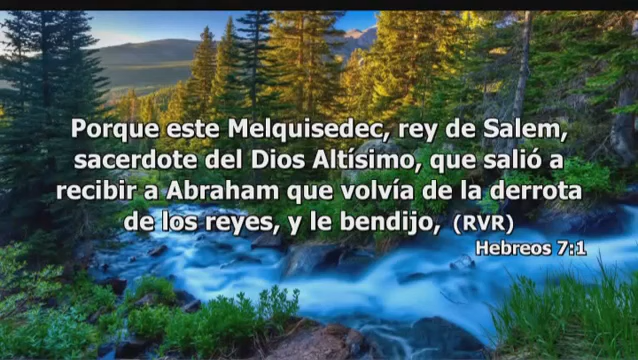 Porque este Melquisedec, rey de Salem,
sacerdote del Dios Altísimo, que salió a
recibir a Abraham que volvía de la derrota
de los reyes, y le bendijo, (RVR)
Hebreos 7:1